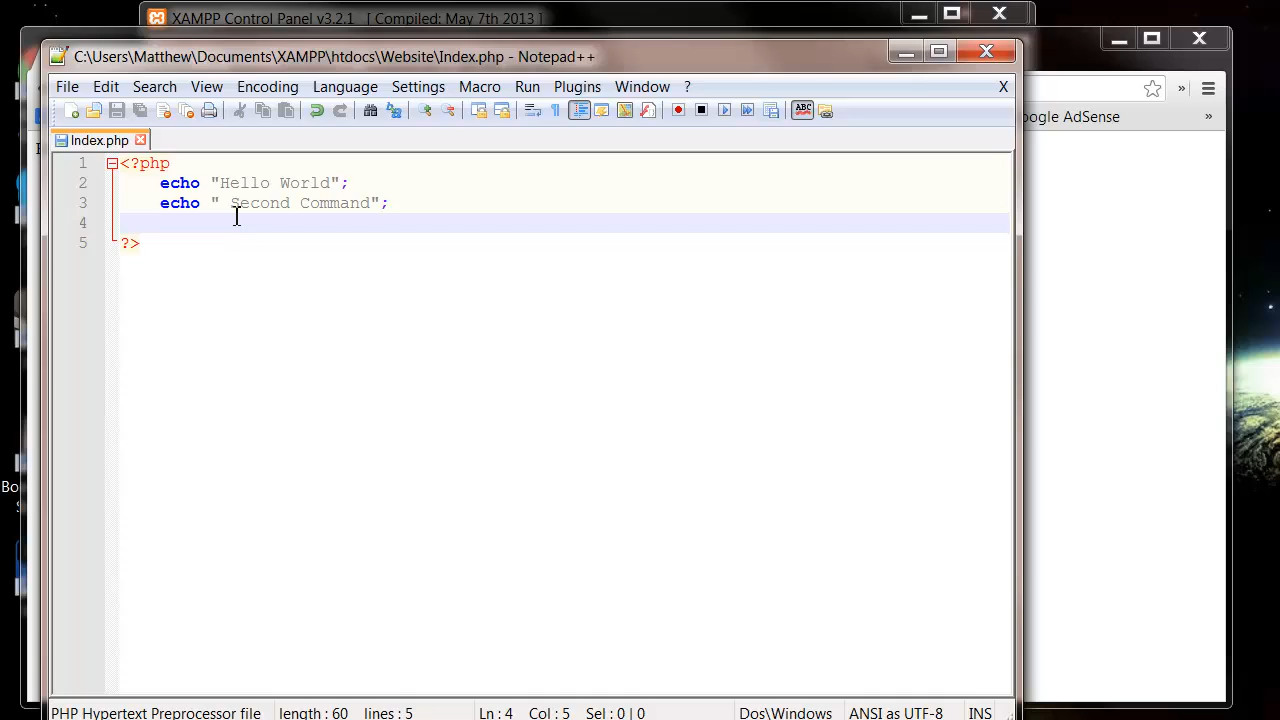 XAMPP Control Panel v3.2.1 [ Compiled: May 7th 2013 ]
C:\Users\Matthew\Documents\XAMPP\htdocs\Website\Index.php - Notepad++
File Edit Search View Encoding Language Settings Macro Run Plugins Window ? X
ABC
oogle AdSense
»
»
Index.php
1 <?php
2 echo "Hello World";
3 echo " Second Command";
4
5 ?>
Bo
S
PHP Hypertext Preprocessor file length : 60 lines : 5 Ln : 4 Col : 5 Sel : 0 | 0 Dos\Windows ANSI as UTF-8 INS